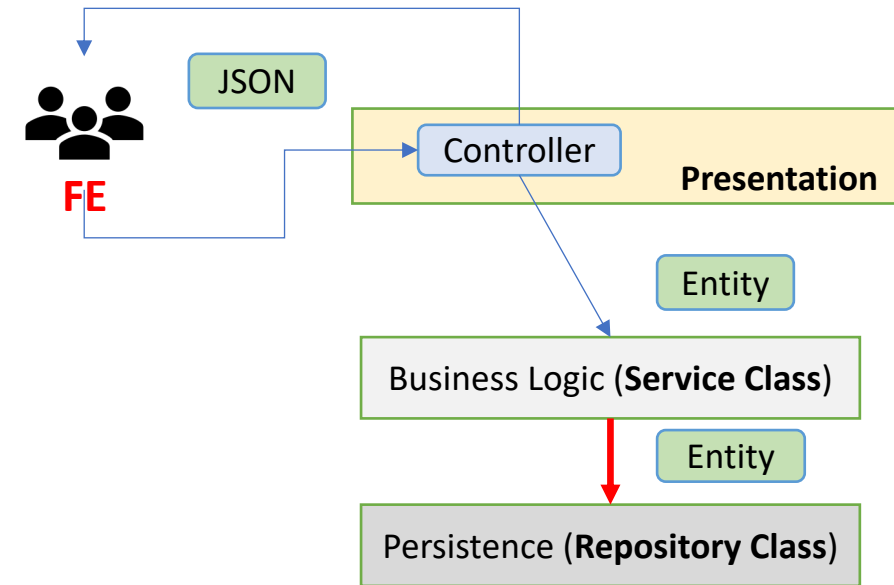 JSON
Controller
FE
Presentation
Entity
Business Logic (Service Class)
Entity
Persistence (Repository Class)